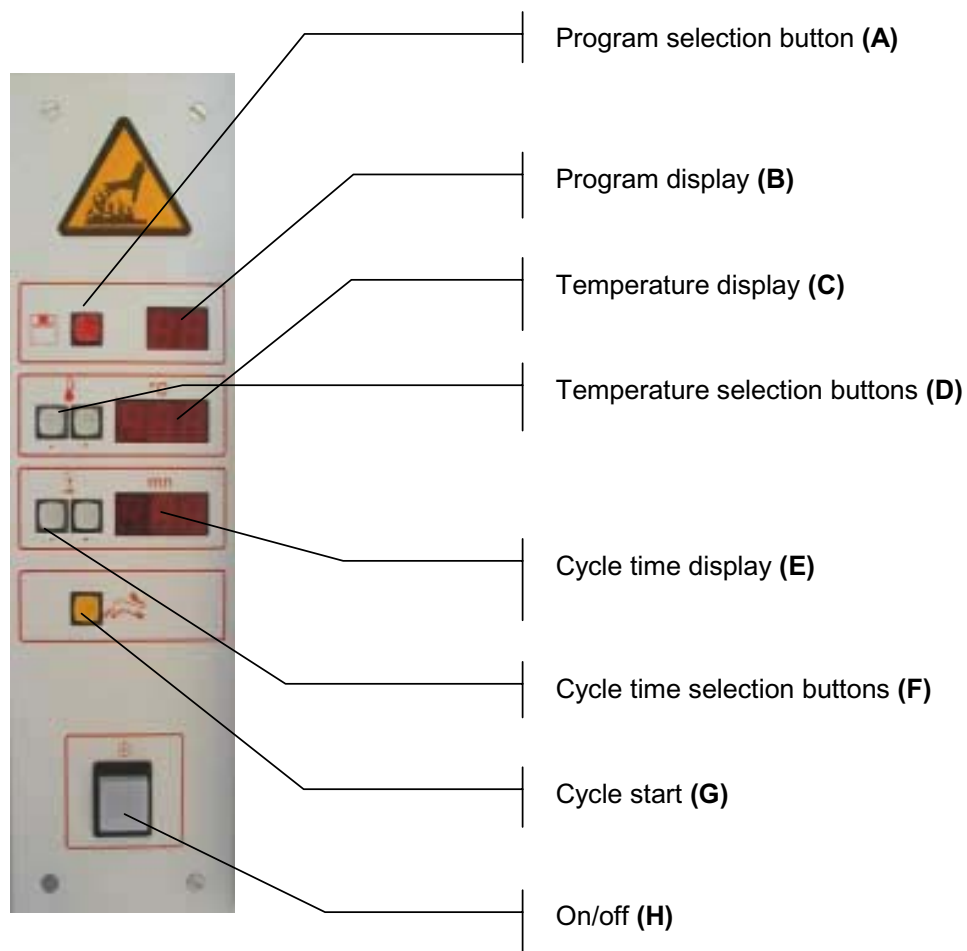 Program selection button (A)
Program display (B)
Temperature display (C)
°C
Temperature selection buttons (D)
- +
mn
- +
Cycle time display (E)
Cycle time selection buttons (F)
Cycle start (G)
On/off (H)